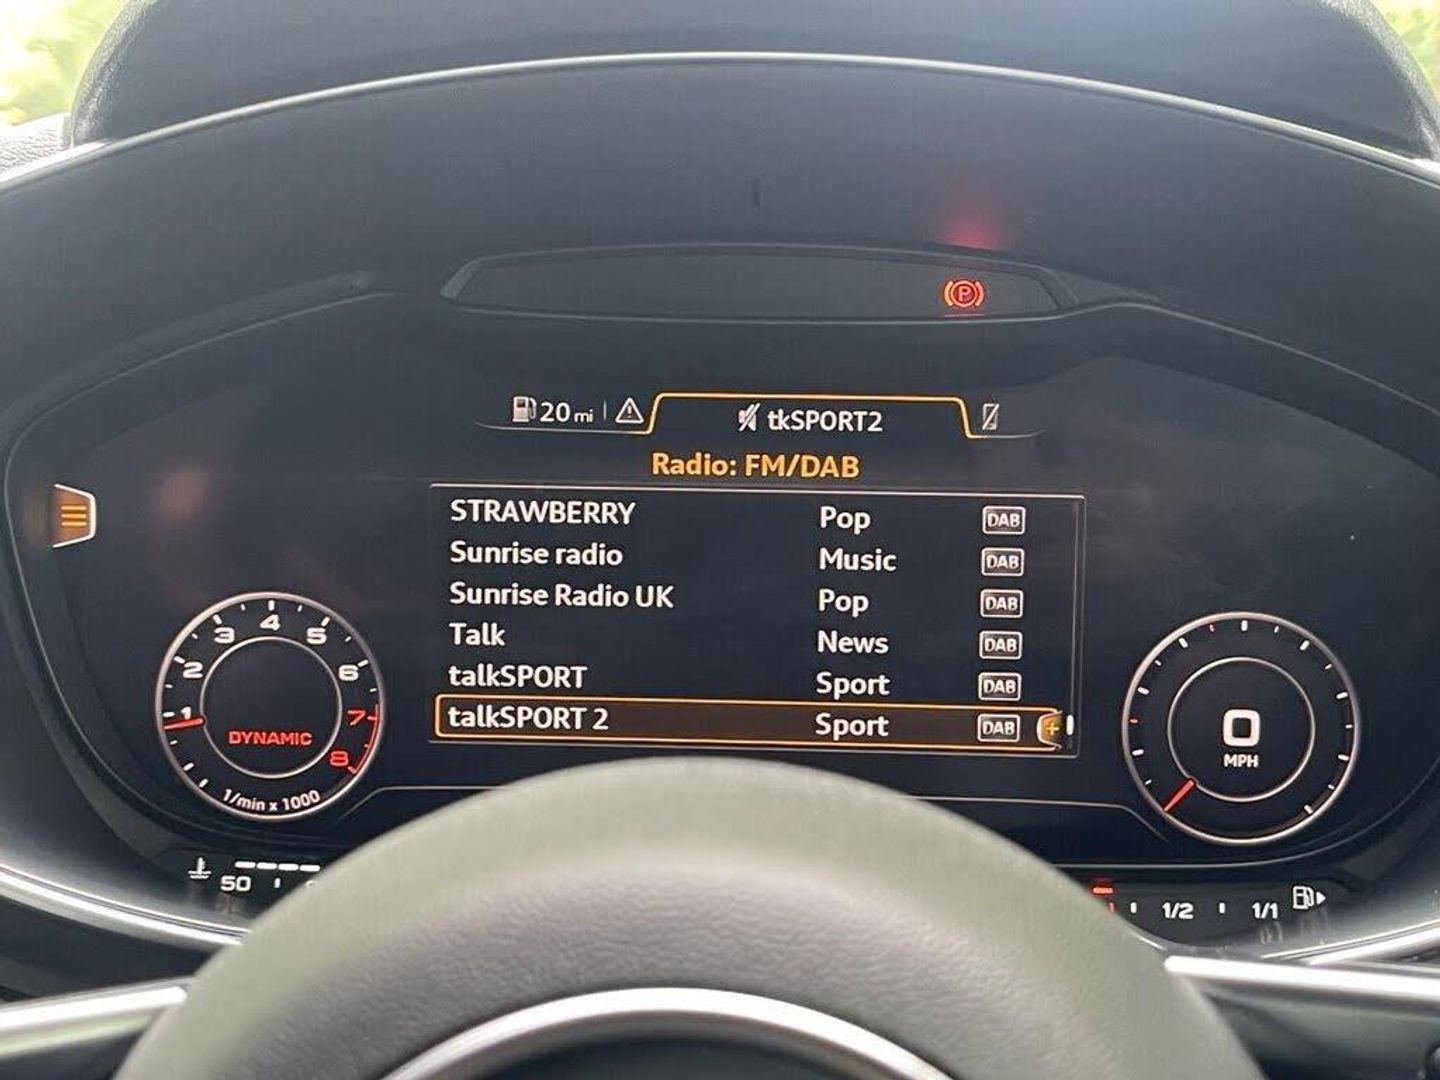 P
20 mi
tkSPORT2
Radio: FM/DAB
STRAWBERRY Pop DAB
Sunrise radio Music DAB
Sunrise Radio UK Pop DAB
Talk News DAB
talkSPORT Sport DAB
talkSPORT 2 Sport DAB +
1 2 3 4 5 6 7 8
DYNAMIC
1/min x 1000
0
MPH
50
1/2 1/1